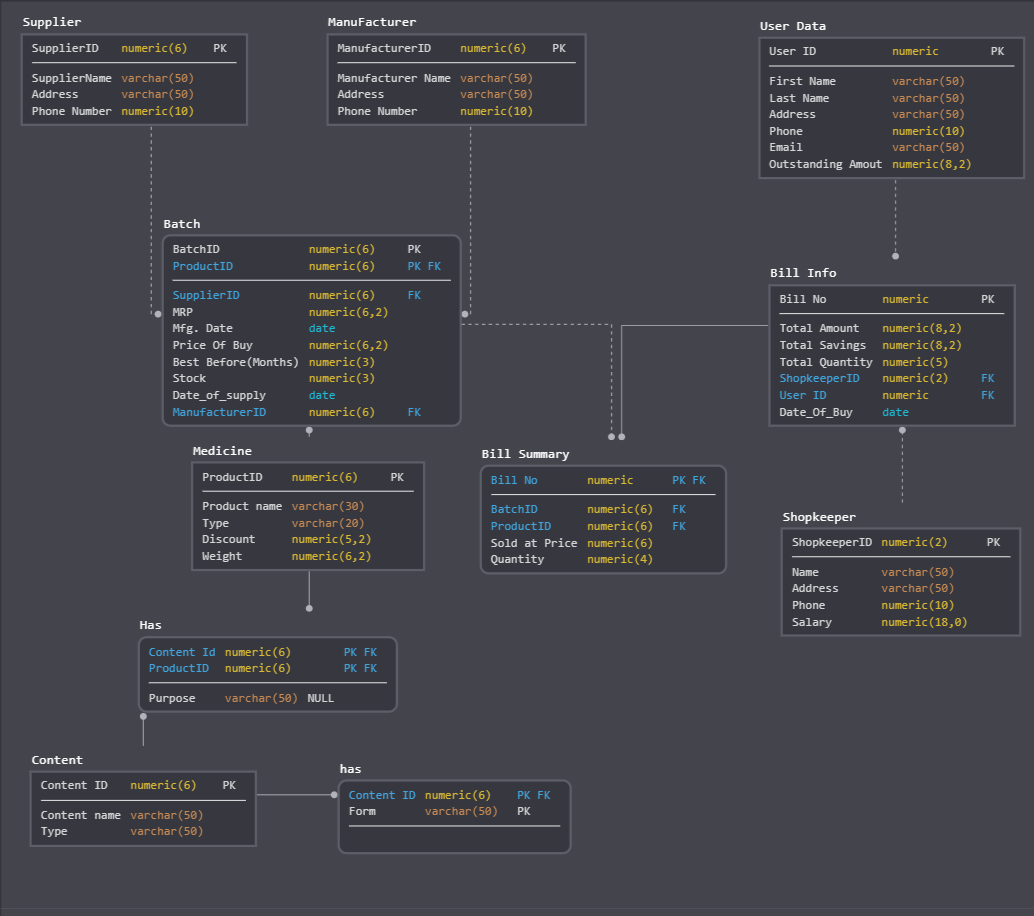 Supplier
SupplierID numeric(6) PK
SupplierName varchar(50)
Address varchar(50)
Phone Number numeric(10)
ManuFacturer
ManufacturerID numeric(6) PK
Manufacturer Name varchar(50)
Address varchar(50)
Phone Number numeric(10)
User Data
User ID numeric PK
First Name varchar(50)
Last Name varchar(50)
Address varchar(50)
Phone numeric(10)
Email varchar(50)
Outstanding Amout numeric(8,2)
Batch
BatchID numeric(6) PK
ProductID numeric(6) PK FK
SupplierID numeric(6) FK
MRP numeric(6,2)
Mfg. Date date
Price Of Buy numeric(6,2)
Best Before(Months) numeric(3)
Stock numeric(3)
Date_of_supply date
ManufacturerID numeric(6) FK
Bill Info
Bill No numeric PK
Total Amount numeric(8,2)
Total Savings numeric(8,2)
Total Quantity numeric(5)
ShopkeeperID numeric(2) FK
User ID numeric FK
Date_Of_Buy date
Medicine
ProductID numeric(6) PK
Product name varchar(30)
Type varchar(20)
Discount numeric(5,2)
Weight numeric(6,2)
Bill Summary
Bill No numeric PK FK
BatchID numeric(6) FK
ProductID numeric(6) FK
Sold at Price numeric(6)
Quantity numeric(4)
Shopkeeper
ShopkeeperID numeric(2) PK
Name varchar(50)
Address varchar(50)
Phone numeric(10)
Salary numeric(18,0)
Has
Content Id numeric(6) PK FK
ProductID numeric(6) PK FK
Purpose varchar(50) NULL
Content
Content ID numeric(6) PK
Content name varchar(50)
Type varchar(50)
has
Content ID numeric(6) PK FK
Form varchar(50) PK